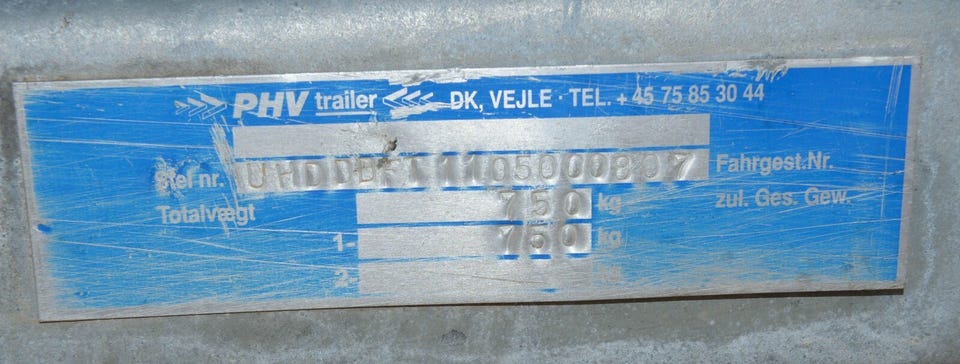 PHV trailer DK, VEJLE · TEL. +45 75 85 30 44
Stel nr. Fahrgest.Nr.
Totalvægt 750 kg zul. Ges. Gew.
1- 750 kg
2-